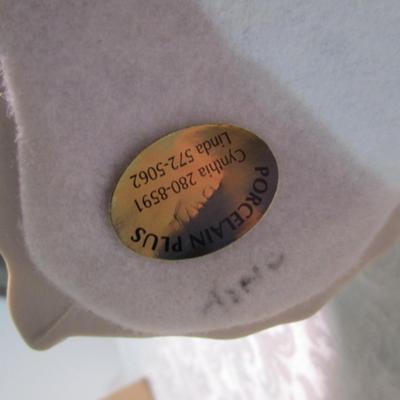 PORCELAIN PLUS
Cynthia 280-8591
Linda 572-5062